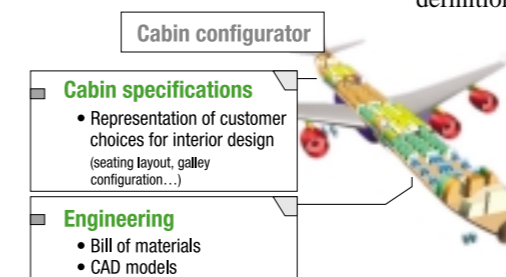 definition
Cabin configurator
Cabin specifications
• Representation of customer
choices for interior design
(seating layout, galley
configuration…)
Engineering
• Bill of materials
• CAD models